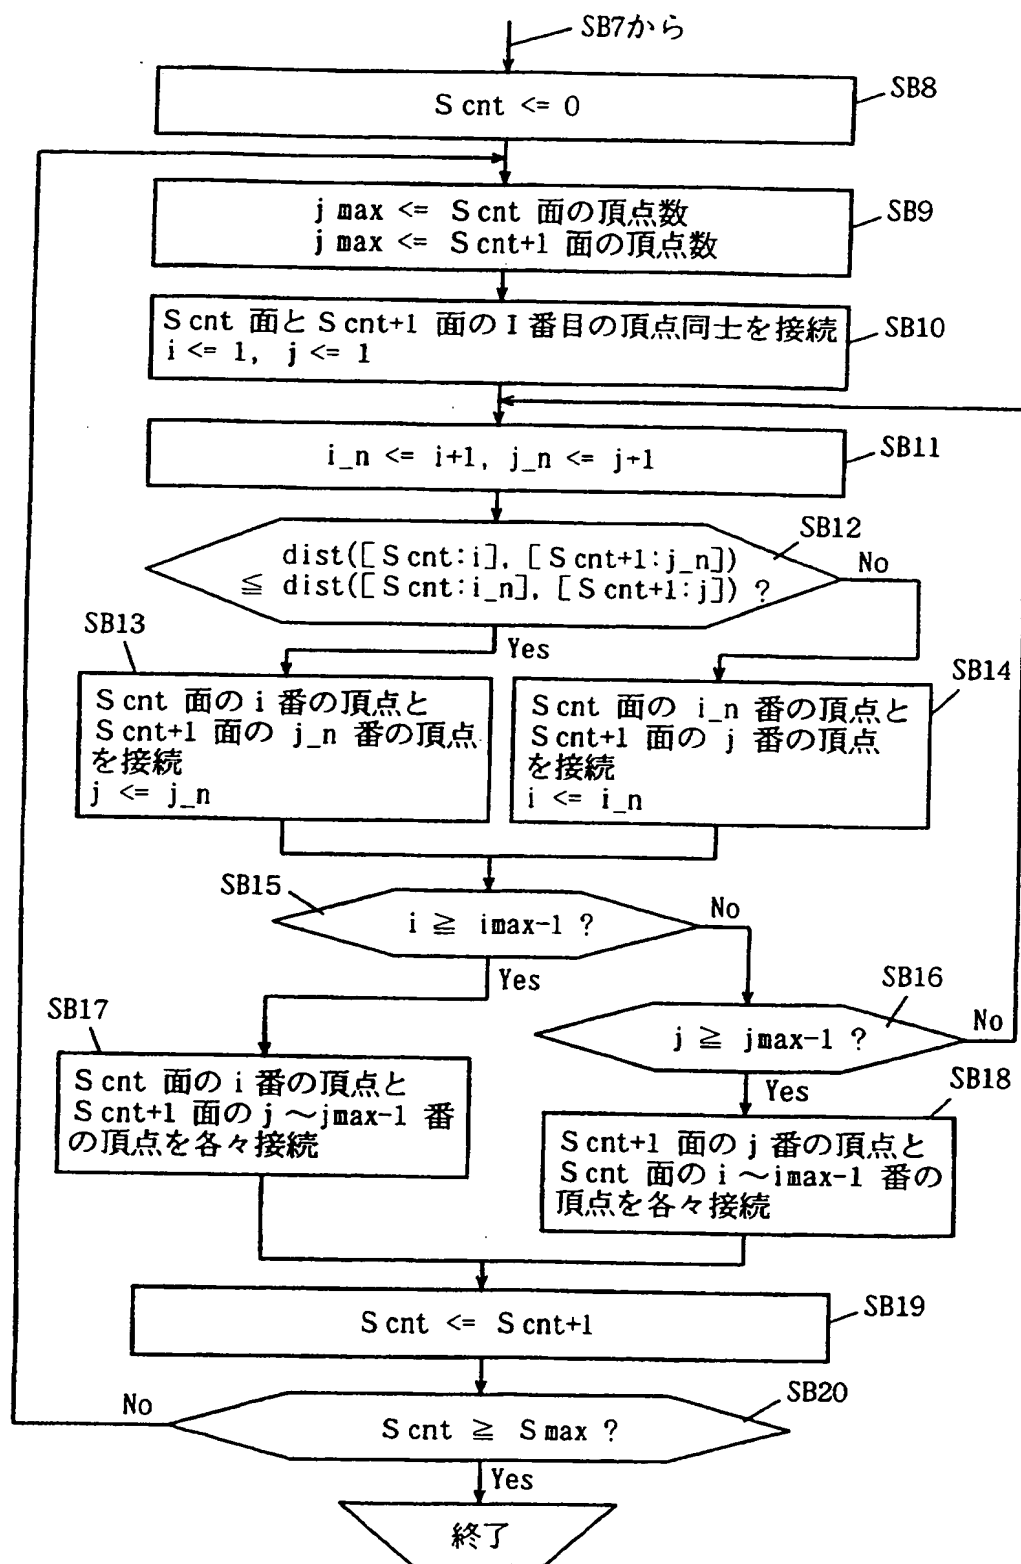 SB7から
S cnt <= 0
SB8
j max <= S cnt 面の頂点数
j max <= S cnt+1 面の頂点数
SB9
S cnt 面と S cnt+1 面の I 番目の頂点同士を接続
i <= 1, j <= 1
SB10
i_n <= i+1, j_n <= j+1
SB11
dist([S cnt:i], [S cnt+1:j_n])
≦ dist([S cnt:i_n], [S cnt+1:j]) ?
SB12
No
Yes
SB13
S cnt 面の i 番の頂点と
S cnt+1 面の j_n 番の頂点
を接続
j <= j_n
SB14
S cnt 面の i_n 番の頂点と
S cnt+1 面の j 番の頂点
を接続
i <= i_n
SB15
i ≧ imax-1 ?
No
Yes
SB16
j ≧ jmax-1 ?
No
Yes
SB17
S cnt 面の i 番の頂点と
S cnt+1 面の j ～jmax-1 番
の頂点を各々接続
SB18
S cnt+1 面の j 番の頂点と
S cnt 面の i ～imax-1 番の
頂点を各々接続
S cnt <= S cnt+1
SB19
S cnt ≧ S max ?
SB20
No
Yes
終了